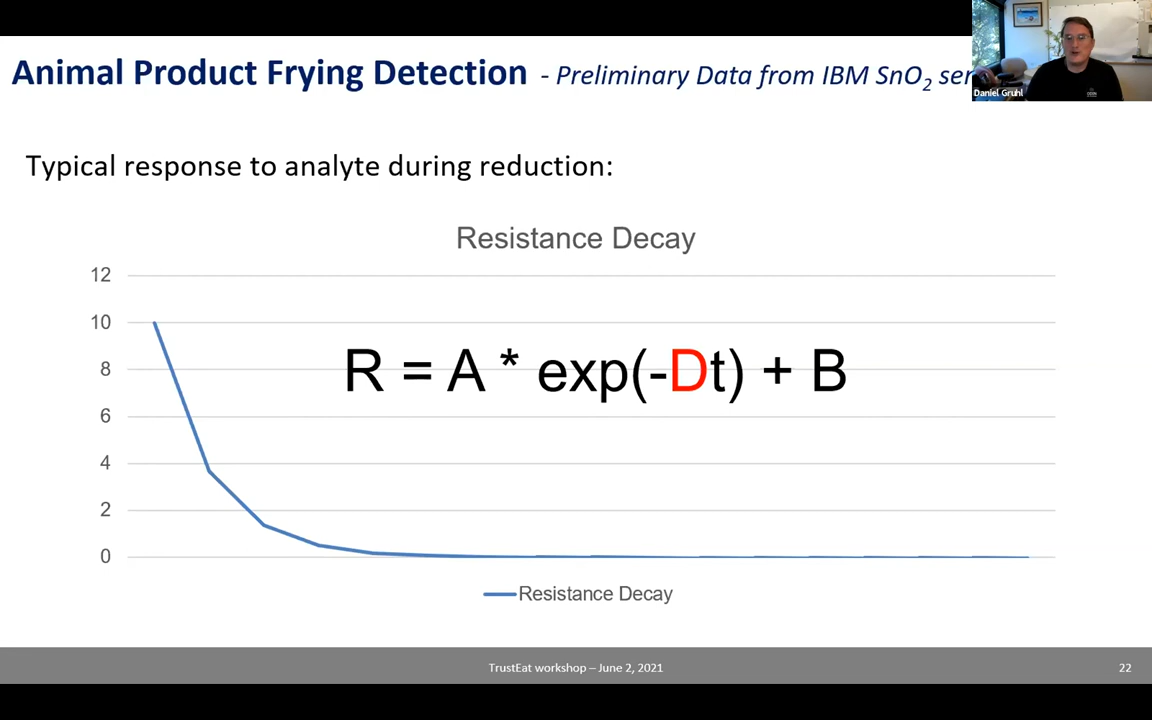 Animal Product Frying Detection - Preliminary Data from IBM SnO2
Daniel Gruhl
Typical response to analyte during reduction:
Resistance Decay
12
10
8
6
4
2
0
R = A * exp(-Dt) + B
Resistance Decay
TrustEat workshop – June 2, 2021
22